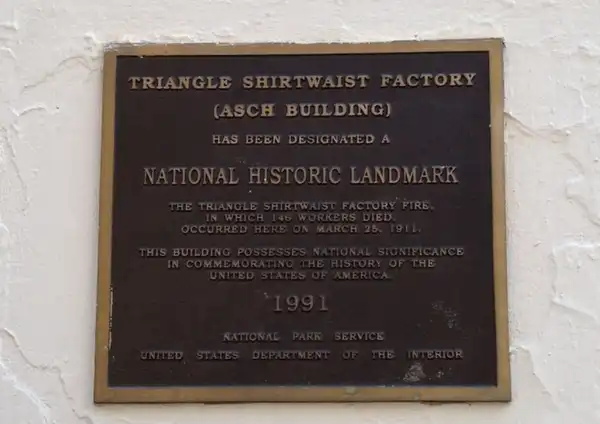 TRIANGLE SHIRTWAIST FACTORY
(ASCH BUILDING)
HAS BEEN DESIGNATED A
NATIONAL HISTORIC LANDMARK
THE TRIANGLE SHIRTWAIST FACTORY FIRE,
IN WHICH 146 WORKERS DIED,
OCCURRED HERE ON MARCH 25, 1911.
THIS BUILDING POSSESSES NATIONAL SIGNIFICANCE
IN COMMEMORATING THE HISTORY OF THE
UNITED STATES OF AMERICA.
1991
NATIONAL PARK SERVICE
UNITED STATES DEPARTMENT OF THE INTERIOR